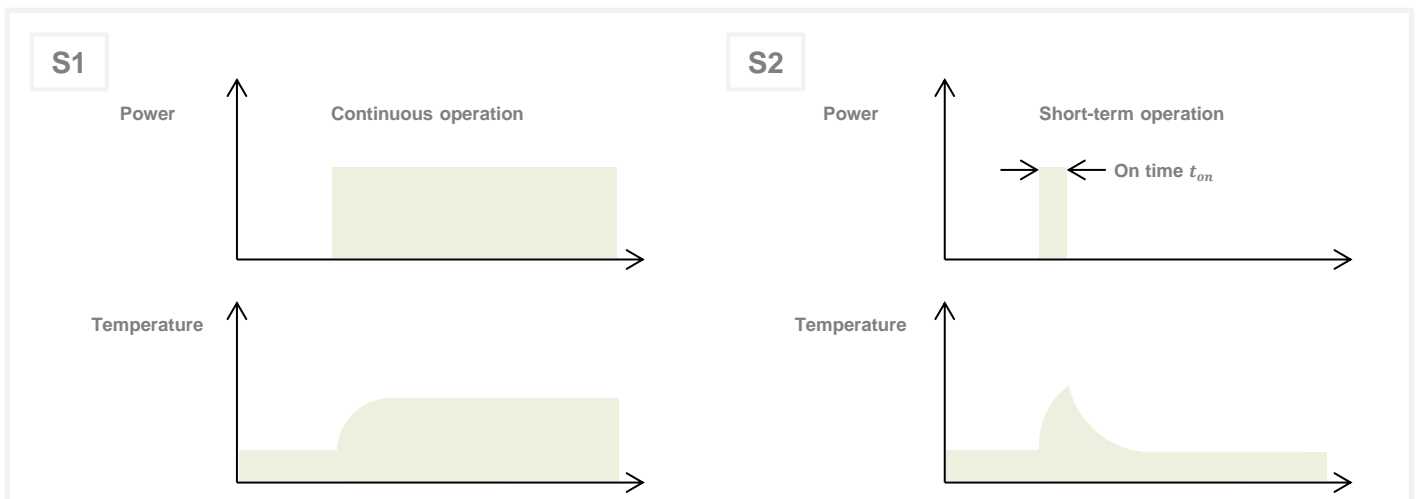 S1
Power
Continuous operation
Temperature
S2
Power
Short-term operation
On time t_on
Temperature